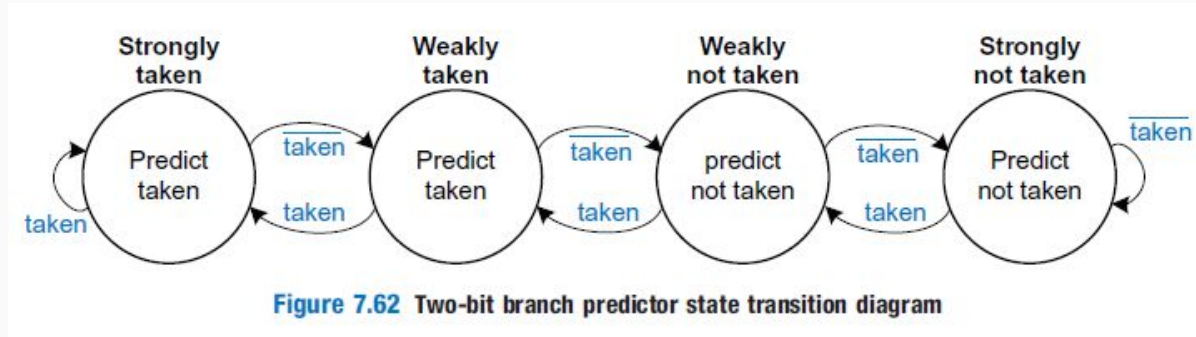 Strongly
taken
Weakly
taken
Weakly
not taken
Strongly
not taken
Predict
taken
Predict
taken
predict
not taken
Predict
not taken
taken
taken
taken
taken
taken
taken
taken
taken
Figure 7.62 Two-bit branch predictor state transition diagram